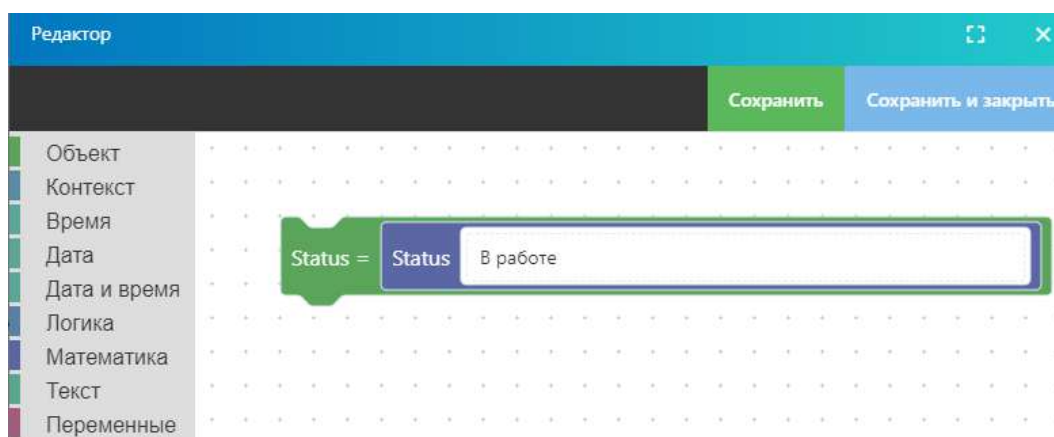 Редактор
Сохранить Сохранить и закрыть
Объект
Контекст
Время
Дата
Status = Status В работе
Дата и время
Логика
Математика
Текст
Переменные